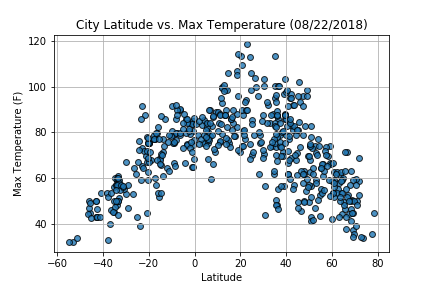 City Latitude vs. Max Temperature (08/22/2018)
120
100
80
60
40
Max Temperature (F)
−60 −40 −20 0 20 40 60 80
Latitude